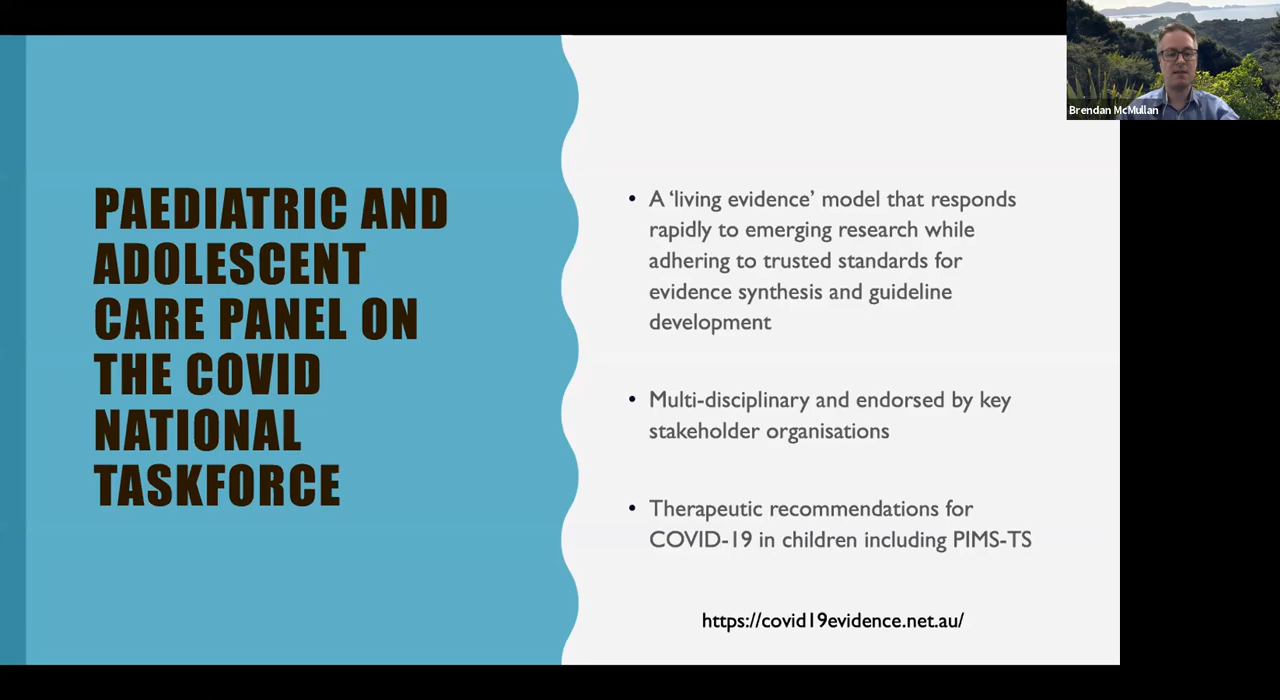 Brendan McMullan
PAEDIATRIC AND
ADOLESCENT
CARE PANEL ON
THE COVID
NATIONAL
TASKFORCE
• A ‘living evidence’ model that responds
rapidly to emerging research while
adhering to trusted standards for
evidence synthesis and guideline
development
• Multi-disciplinary and endorsed by key
stakeholder organisations
• Therapeutic recommendations for
COVID-19 in children including PIMS-TS
https://covid19evidence.net.au/